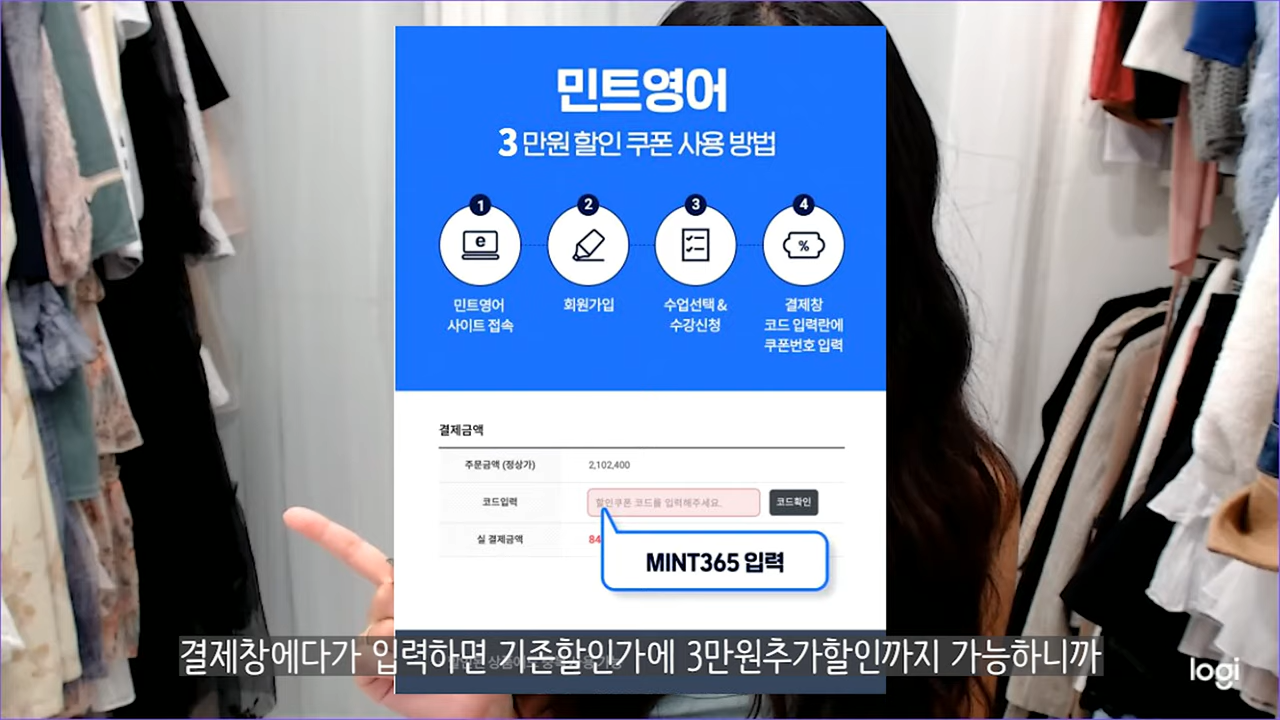 민트영어
3만원 할인 쿠폰 사용 방법
1 2 3 4
e %
민트영어
사이트 접속
회원가입
수업선택 &
수강신청
결제창
코드 입력란에
쿠폰번호 입력
결제금액
주문금액 (정상가) 2,102,400
코드입력 할인쿠폰 코드를 입력해주세요. 코드확인
실 결제금액 84
MINT365 입력
결제창에다가 입력하면 기존할인가에 3만원추가할인까지 가능하니까
logi